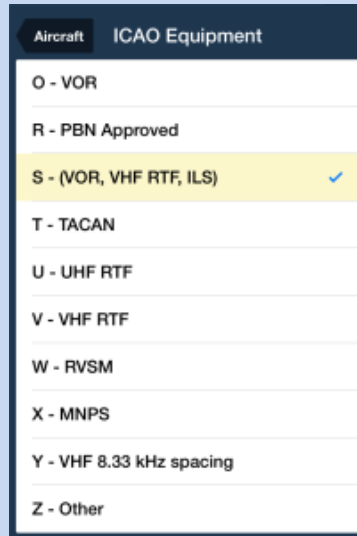 Aircraft ICAO Equipment
O - VOR
R - PBN Approved
S - (VOR, VHF RTF, ILS)
T - TACAN
U - UHF RTF
V - VHF RTF
W - RVSM
X - MNPS
Y - VHF 8.33 kHz spacing
Z - Other